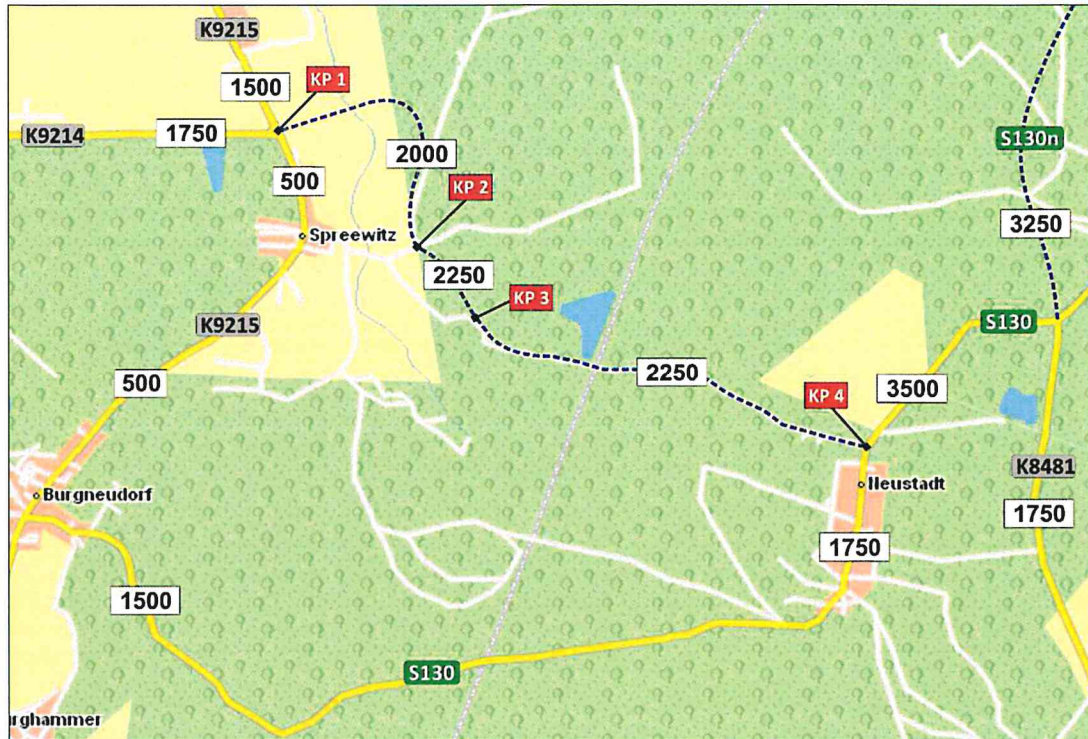 K9215
1500
KP 1
K9214
1750
2000
S130n
500
KP 2
3250
Spreewitz
2250
KP 3
K9215
S130
500
2250
3500
KP 4
K8481
Neustadt
Burgneudorf
1750
1750
1500
S130
urghammer